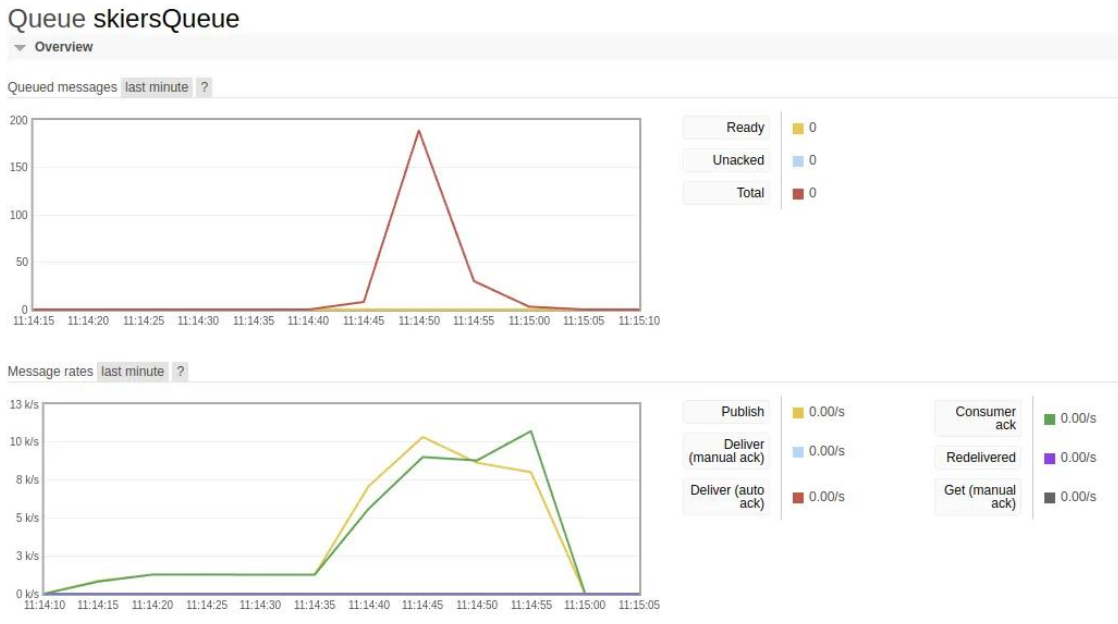 Queue skiersQueue
Overview
Queued messages last minute ?
200
150
100
50
0
11:14:15 11:14:20 11:14:25 11:14:30 11:14:35 11:14:40 11:14:45 11:14:50 11:14:55 11:15:00 11:15:05 11:15:10
Ready 0
Unacked 0
Total 0
Message rates last minute ?
13 k/s
10 k/s
8 k/s
5 k/s
3 k/s
0 k/s
11:14:10 11:14:15 11:14:20 11:14:25 11:14:30 11:14:35 11:14:40 11:14:45 11:14:50 11:14:55 11:15:00 11:15:05
Publish 0.00/s
Deliver
(manual ack) 0.00/s
Deliver (auto
ack) 0.00/s
Consumer
ack 0.00/s
Redelivered 0.00/s
Get (manual
ack) 0.00/s